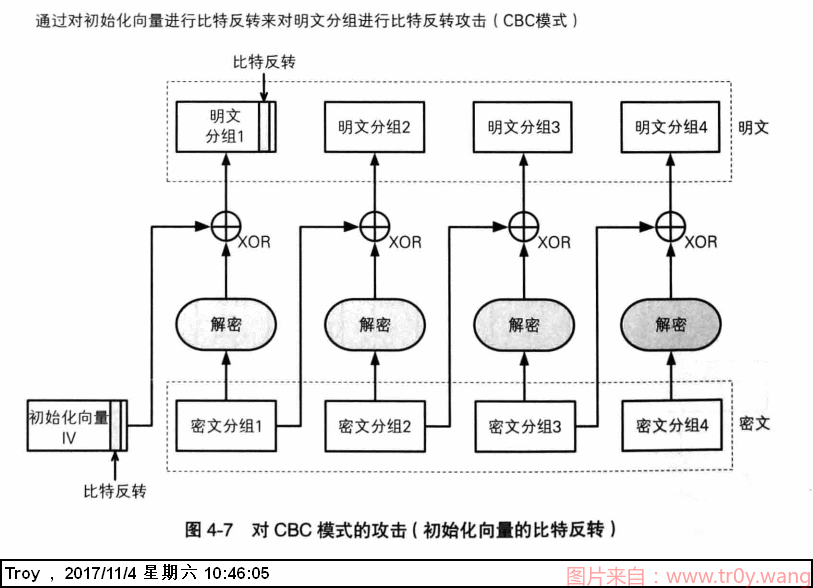 通过对初始化向量进行比特反转来对明文分组进行比特反转攻击（CBC模式）
比特反转
明文
分组1
明文分组2
明文分组3
明文分组4
明文
XOR
XOR
XOR
XOR
解密
解密
解密
解密
初始化向量
IV
密文分组1
密文分组2
密文分组3
密文分组4
密文
比特反转
图 4-7 对 CBC 模式的攻击（初始化向量的比特反转）
Troy , 2017/11/4 星期六 10:46:05
图片来自：www.tr0y.wang